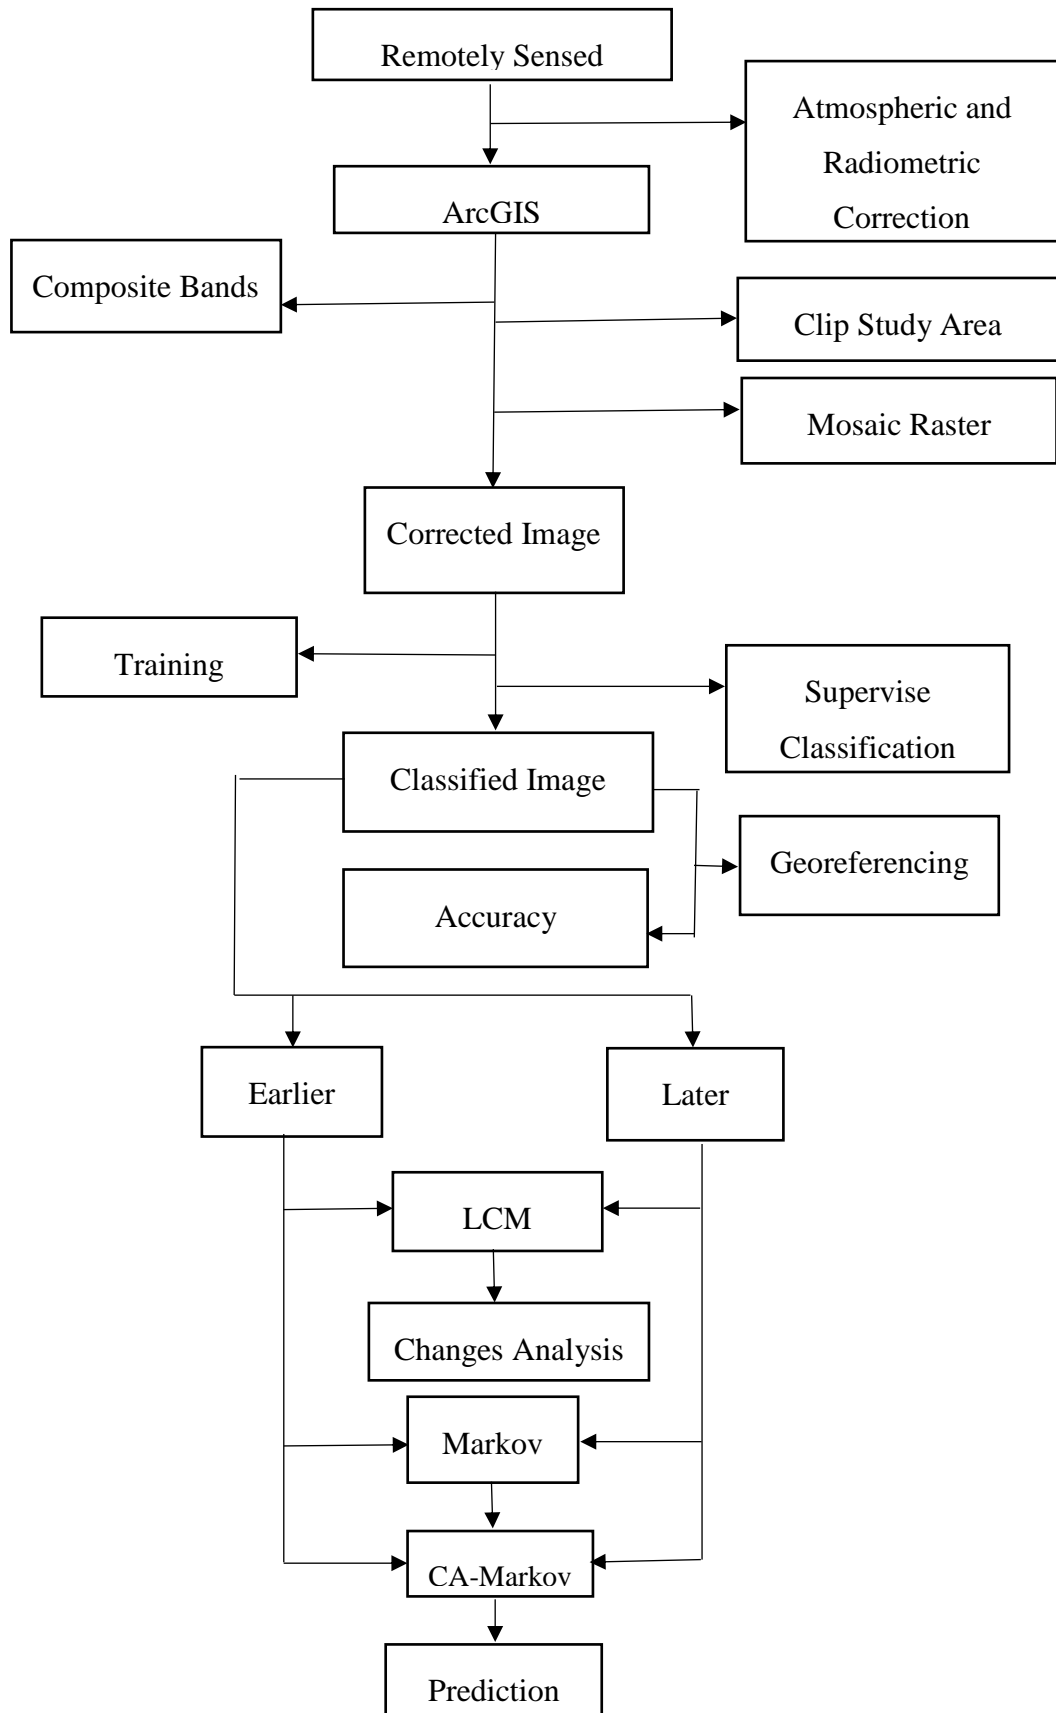 Remotely Sensed
Atmospheric and
Radiometric
Correction
ArcGIS
Composite Bands
Clip Study Area
Mosaic Raster
Corrected Image
Training
Supervise
Classification
Classified Image
Georeferencing
Accuracy
Earlier
Later
LCM
Changes Analysis
Markov
CA-Markov
Prediction